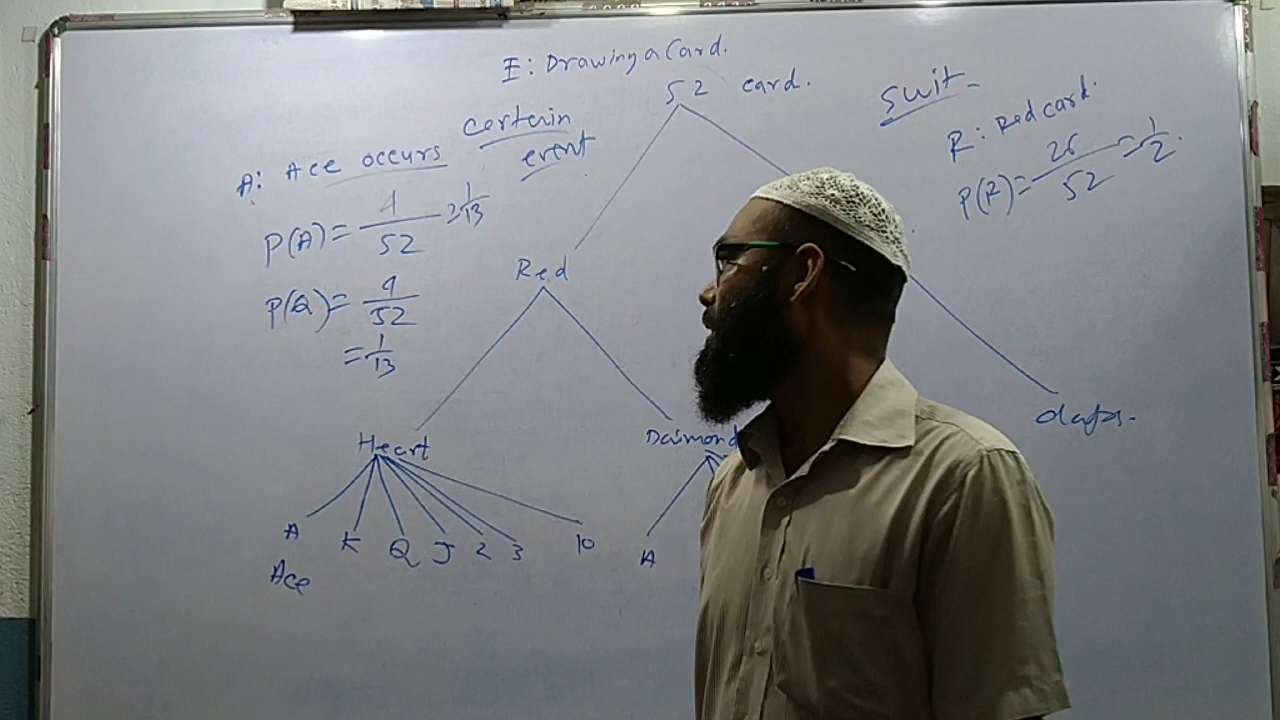 E: Drawing a Card.
52 card.
suit-
R: Red card.
P(R)= 26/52 = 1/2.
certain
event
A: Ace occurs
P(A)= 4/52 = 1/13
P(Q)= 4/52
= 1/13
Red
Heart
Daimond
A K Q J 2 3 10
A
Ace